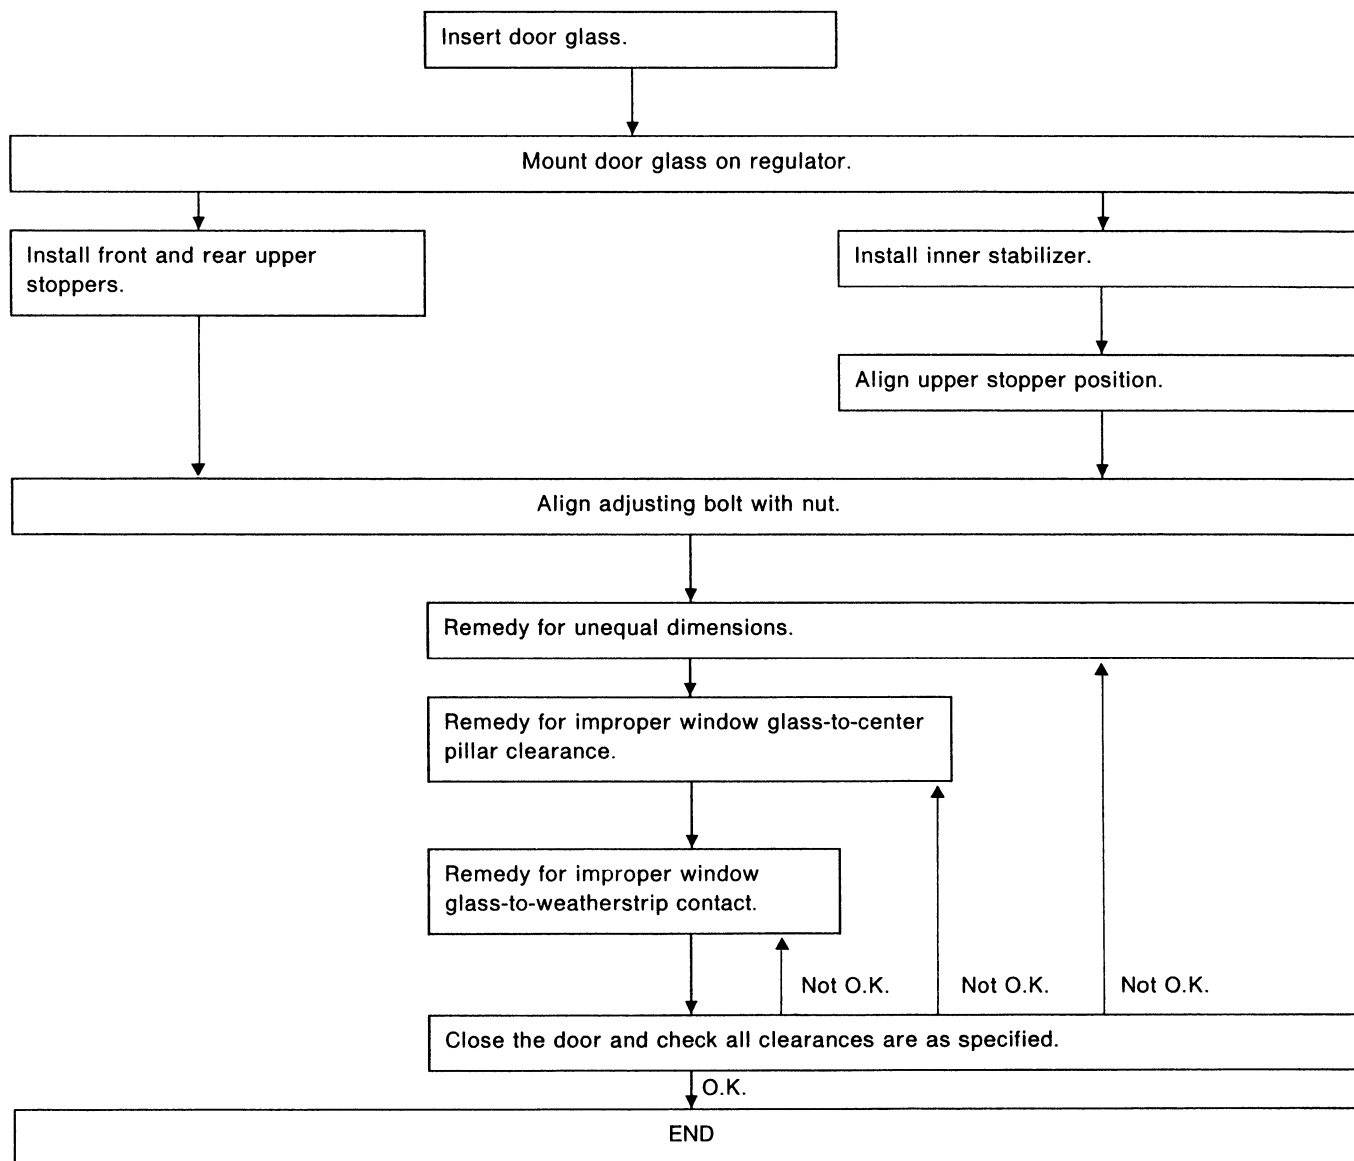 Insert door glass.
Mount door glass on regulator.
Install front and rear upper
stoppers.
Install inner stabilizer.
Align upper stopper position.
Align adjusting bolt with nut.
Remedy for unequal dimensions.
Remedy for improper window glass-to-center
pillar clearance.
Remedy for improper window
glass-to-weatherstrip contact.
Not O.K.
Not O.K.
Not O.K.
Close the door and check all clearances are as specified.
O.K.
END